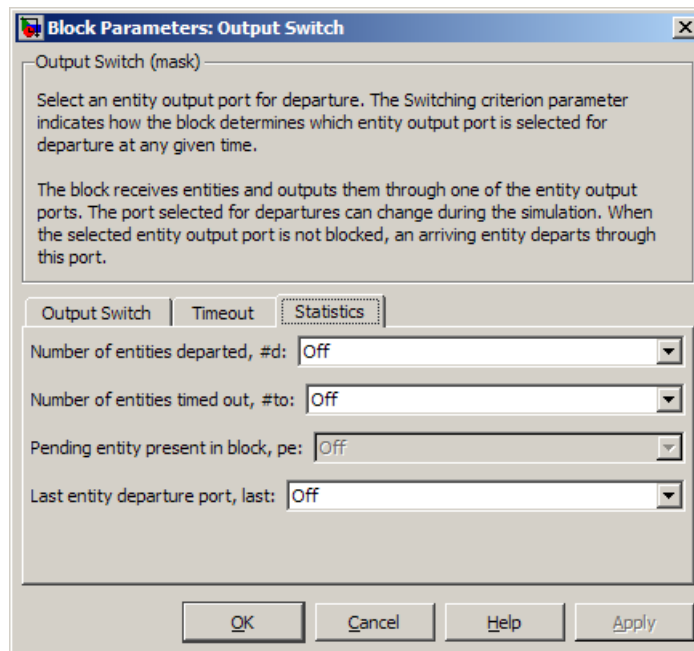 Block Parameters: Output Switch
Output Switch (mask)
Select an entity output port for departure. The Switching criterion parameter
indicates how the block determines which entity output port is selected for
departure at any given time.
The block receives entities and outputs them through one of the entity output
ports. The port selected for departures can change during the simulation. When
the selected entity output port is not blocked, an arriving entity departs through
this port.
Output Switch Timeout Statistics
Number of entities departed, #d: Off
Number of entities timed out, #to: Off
Pending entity present in block, pe: Off
Last entity departure port, last: Off
OK Cancel Help Apply